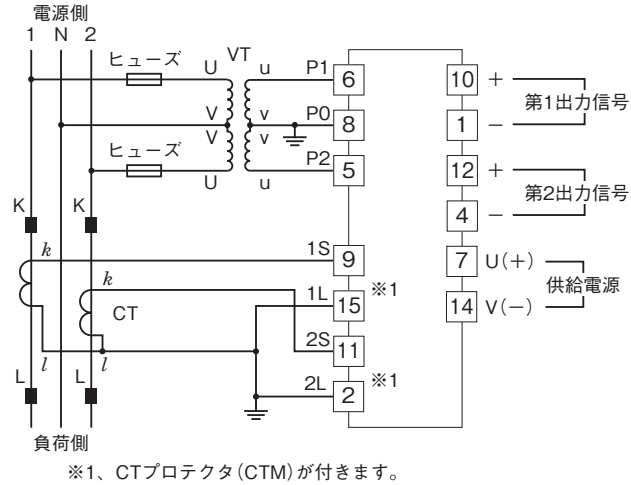 電源側
1 N 2
ヒューズ
U
VT
u
P1
6
10
+
第1出力信号
V
v
P0
8
1
−
V
v
ヒューズ
U
u
P2
5
12
+
第2出力信号
4
−
K
K
k
1S
9
7
U(+)
供給電源
k
CT
1L
15
※1
14
V(−)
l
l
2S
11
L
L
2L
2
※1
負荷側
※1、CTプロテクタ(CTM)が付きます。